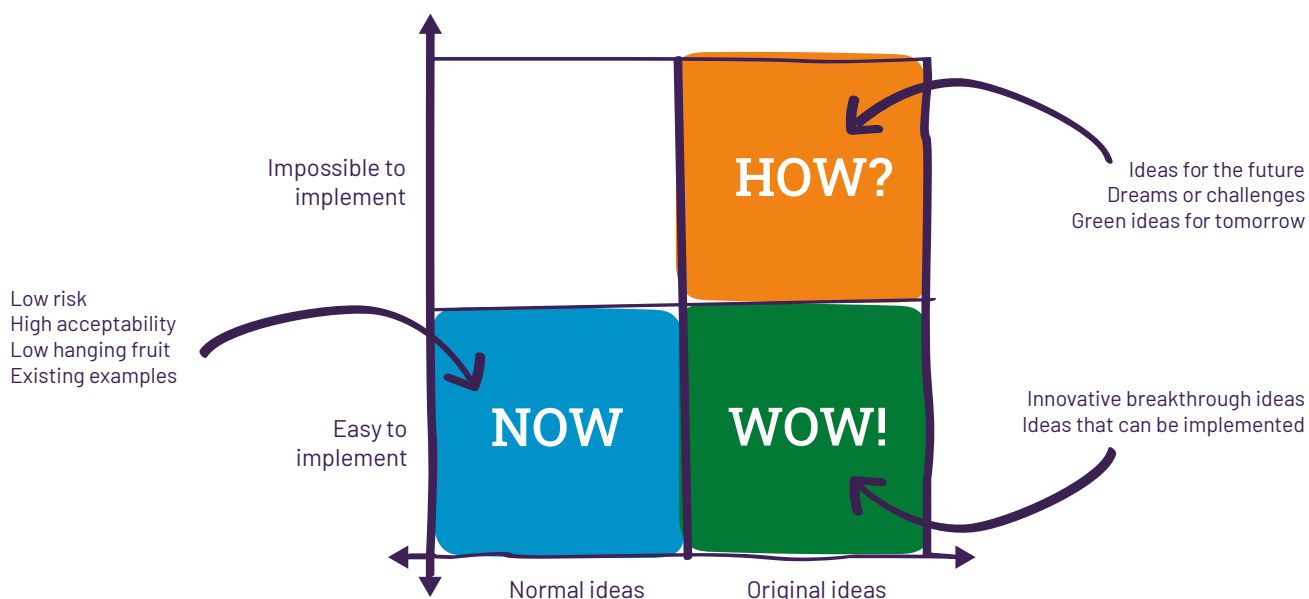 HOW?
Impossible to
implement
Ideas for the future
Dreams or challenges
Green ideas for tomorrow
Low risk
High acceptability
Low hanging fruit
Existing examples
NOW
WOW!
Easy to
implement
Innovative breakthrough ideas
Ideas that can be implemented
Normal ideas
Original ideas